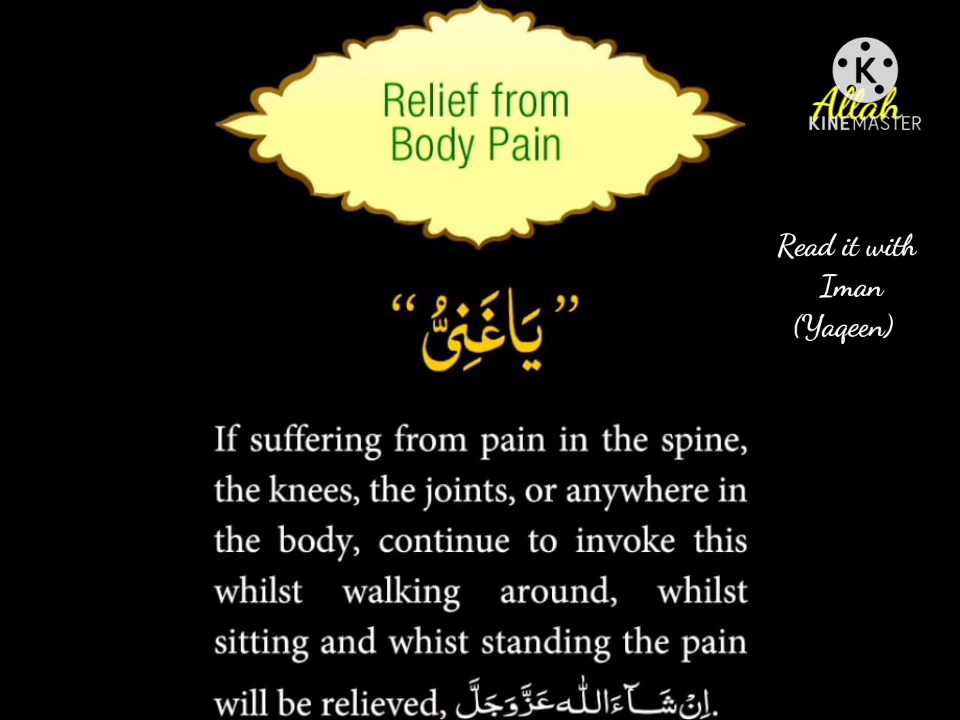 Relief from
Body Pain
Allah
KINEMASTER
Read it with
Iman
(Yaqeen)
“يَاغَنِیُّ”
If suffering from pain in the spine,
the knees, the joints, or anywhere in
the body, continue to invoke this
whilst walking around, whilst
sitting and whist standing the pain
will be relieved, اِنْ شَــآءَاللّٰه عَزَّوَجَلَّ.